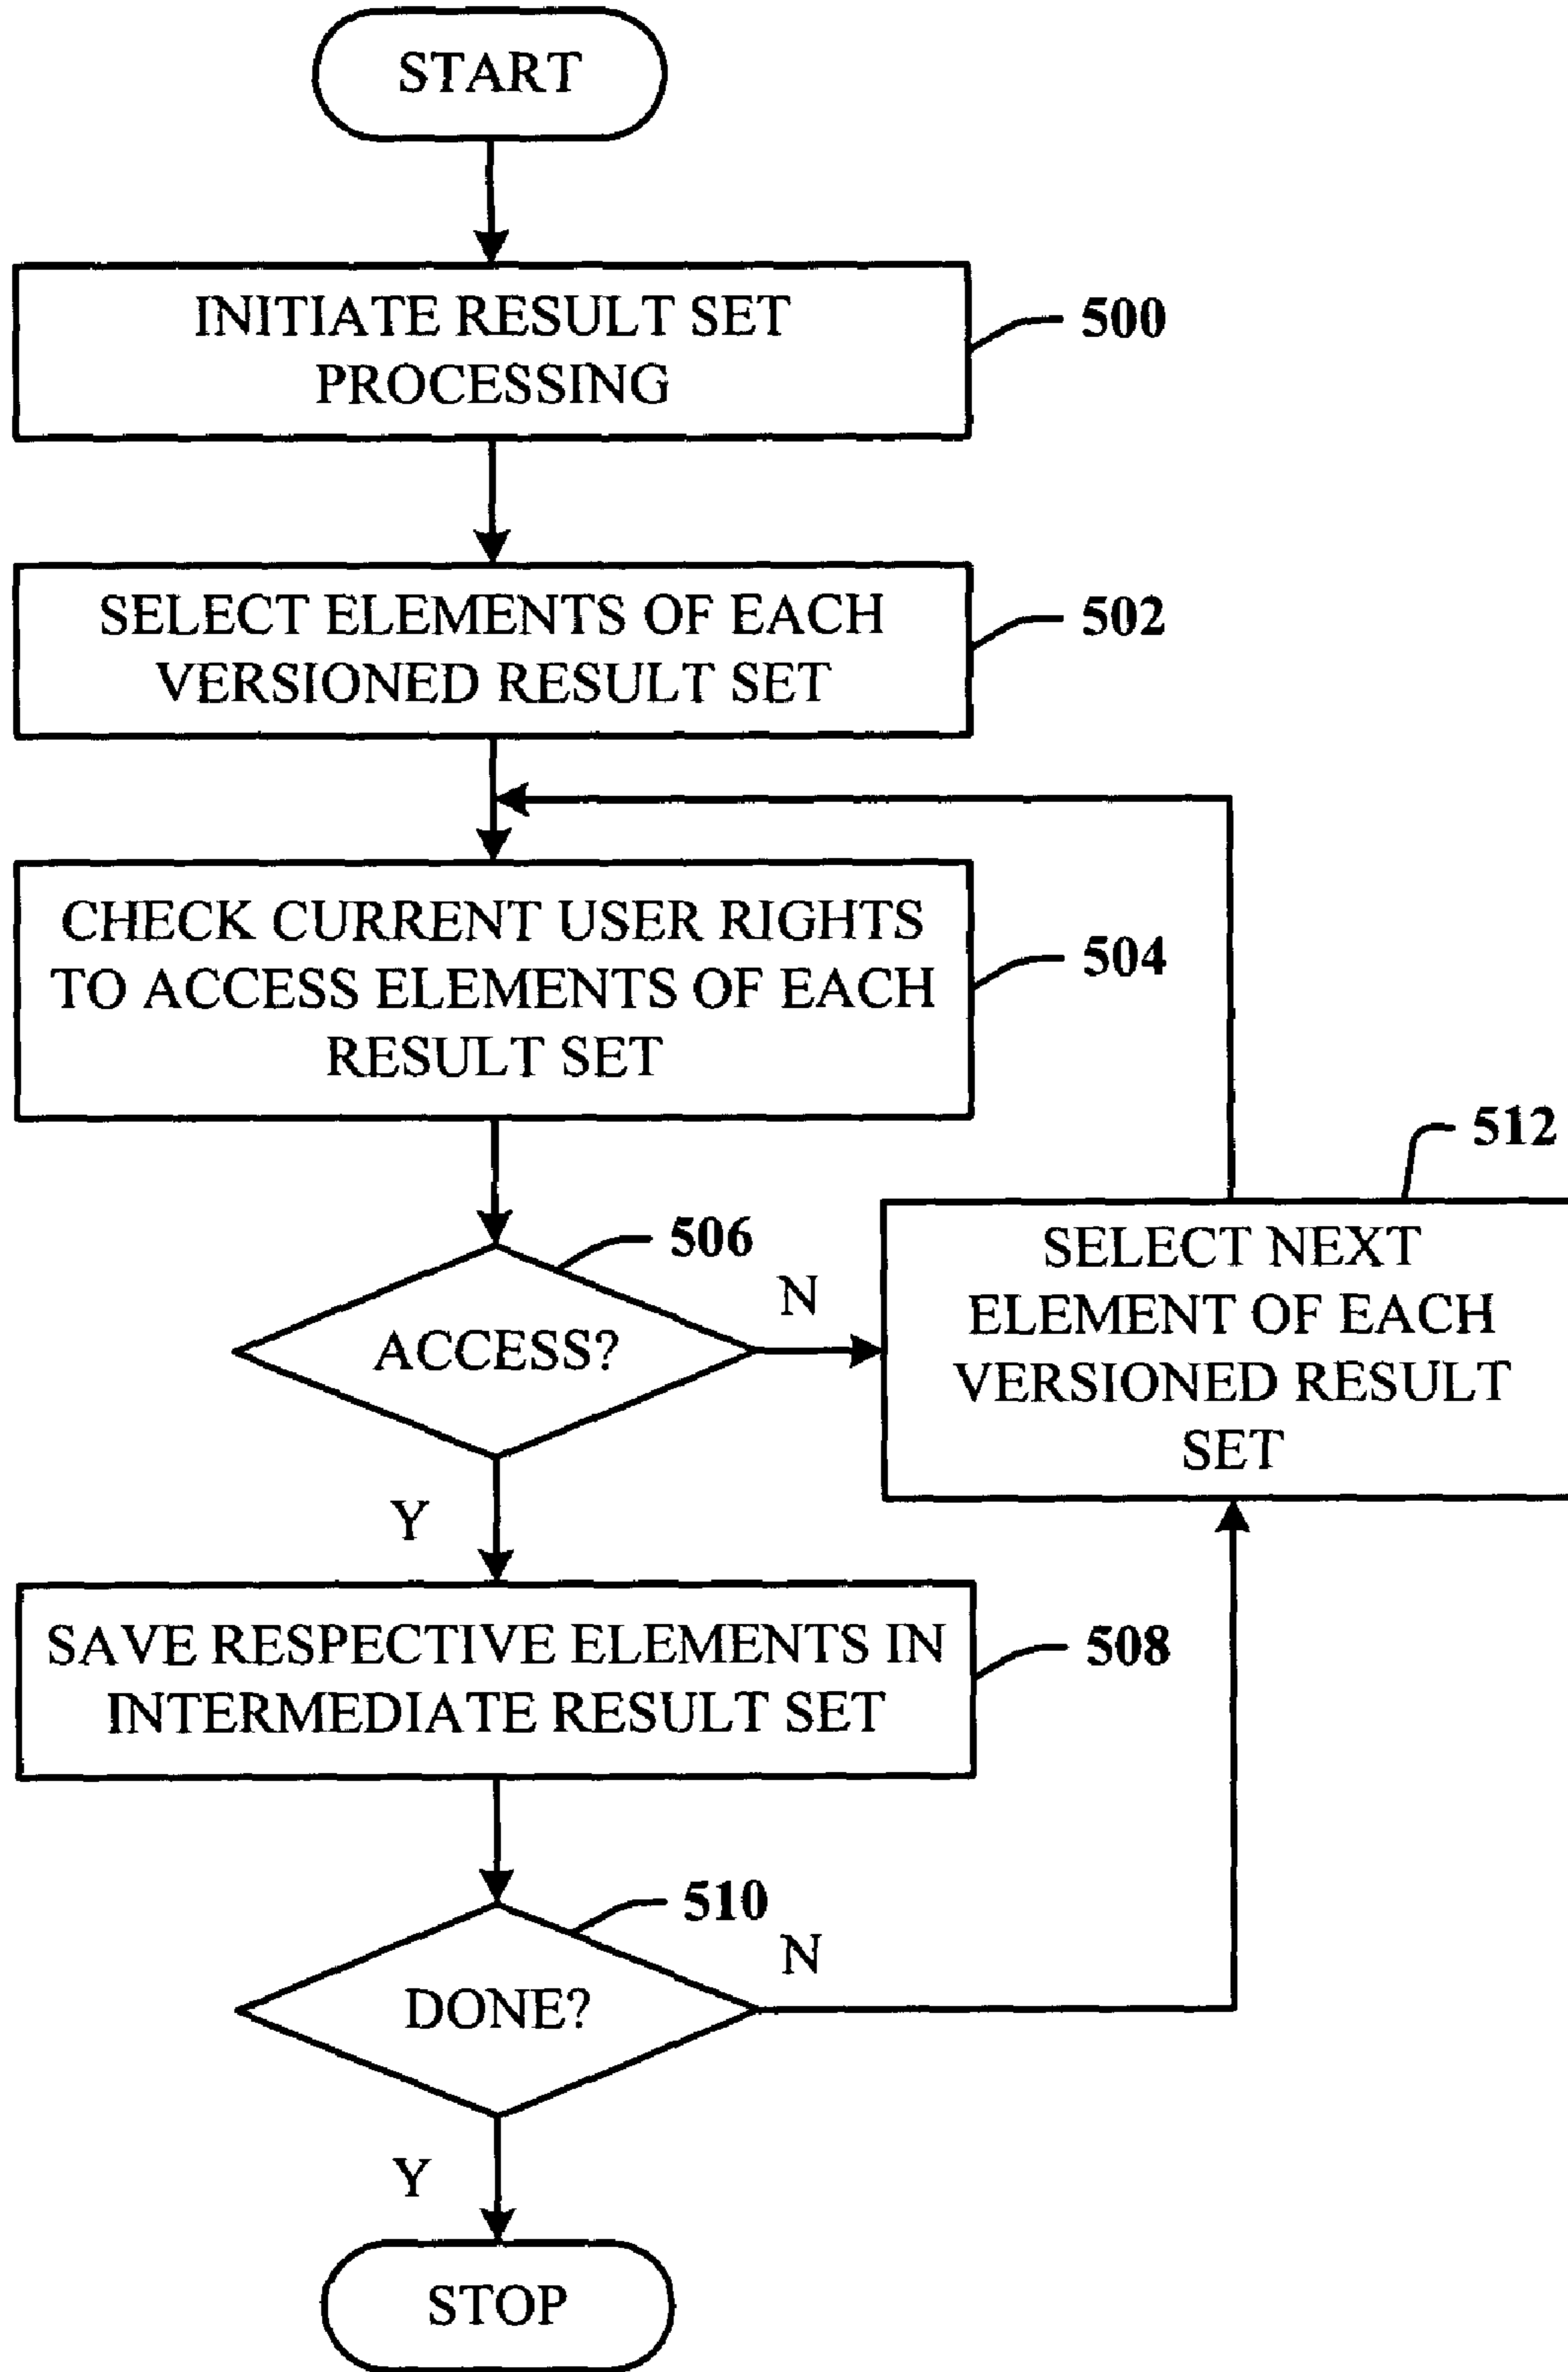 START
INITIATE RESULT SET
PROCESSING
500
SELECT ELEMENTS OF EACH
VERSIONED RESULT SET
502
CHECK CURRENT USER RIGHTS
TO ACCESS ELEMENTS OF EACH
RESULT SET
504
512
SELECT NEXT
ELEMENT OF EACH
VERSIONED RESULT
SET
506
ACCESS?
N
Y
SAVE RESPECTIVE ELEMENTS IN
INTERMEDIATE RESULT SET
508
510
DONE?
N
Y
STOP